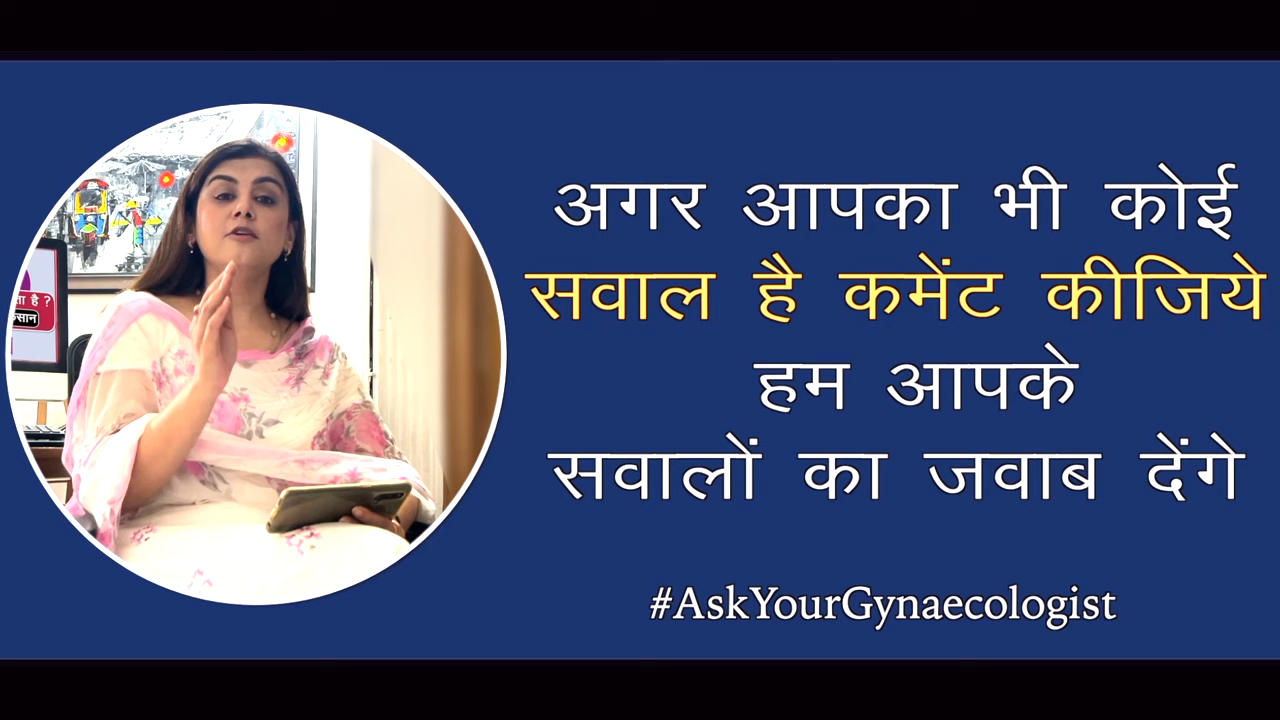 ता है ?
अगर आपका भी कोई
सवाल है कमेंट कीजिये
हम आपके
सवालों का जवाब देंगे
#AskYourGynaecologist